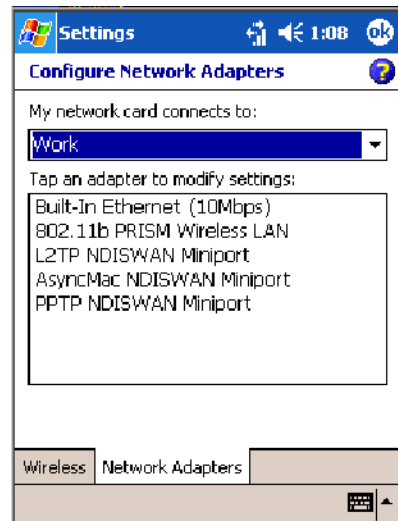 Settings 1:08 ok
Configure Network Adapters ?
My network card connects to:
Work
Tap an adapter to modify settings:
Built-In Ethernet (10Mbps)
802.11b PRISM Wireless LAN
L2TP NDISWAN Miniport
AsyncMac NDISWAN Miniport
PPTP NDISWAN Miniport
Wireless Network Adapters